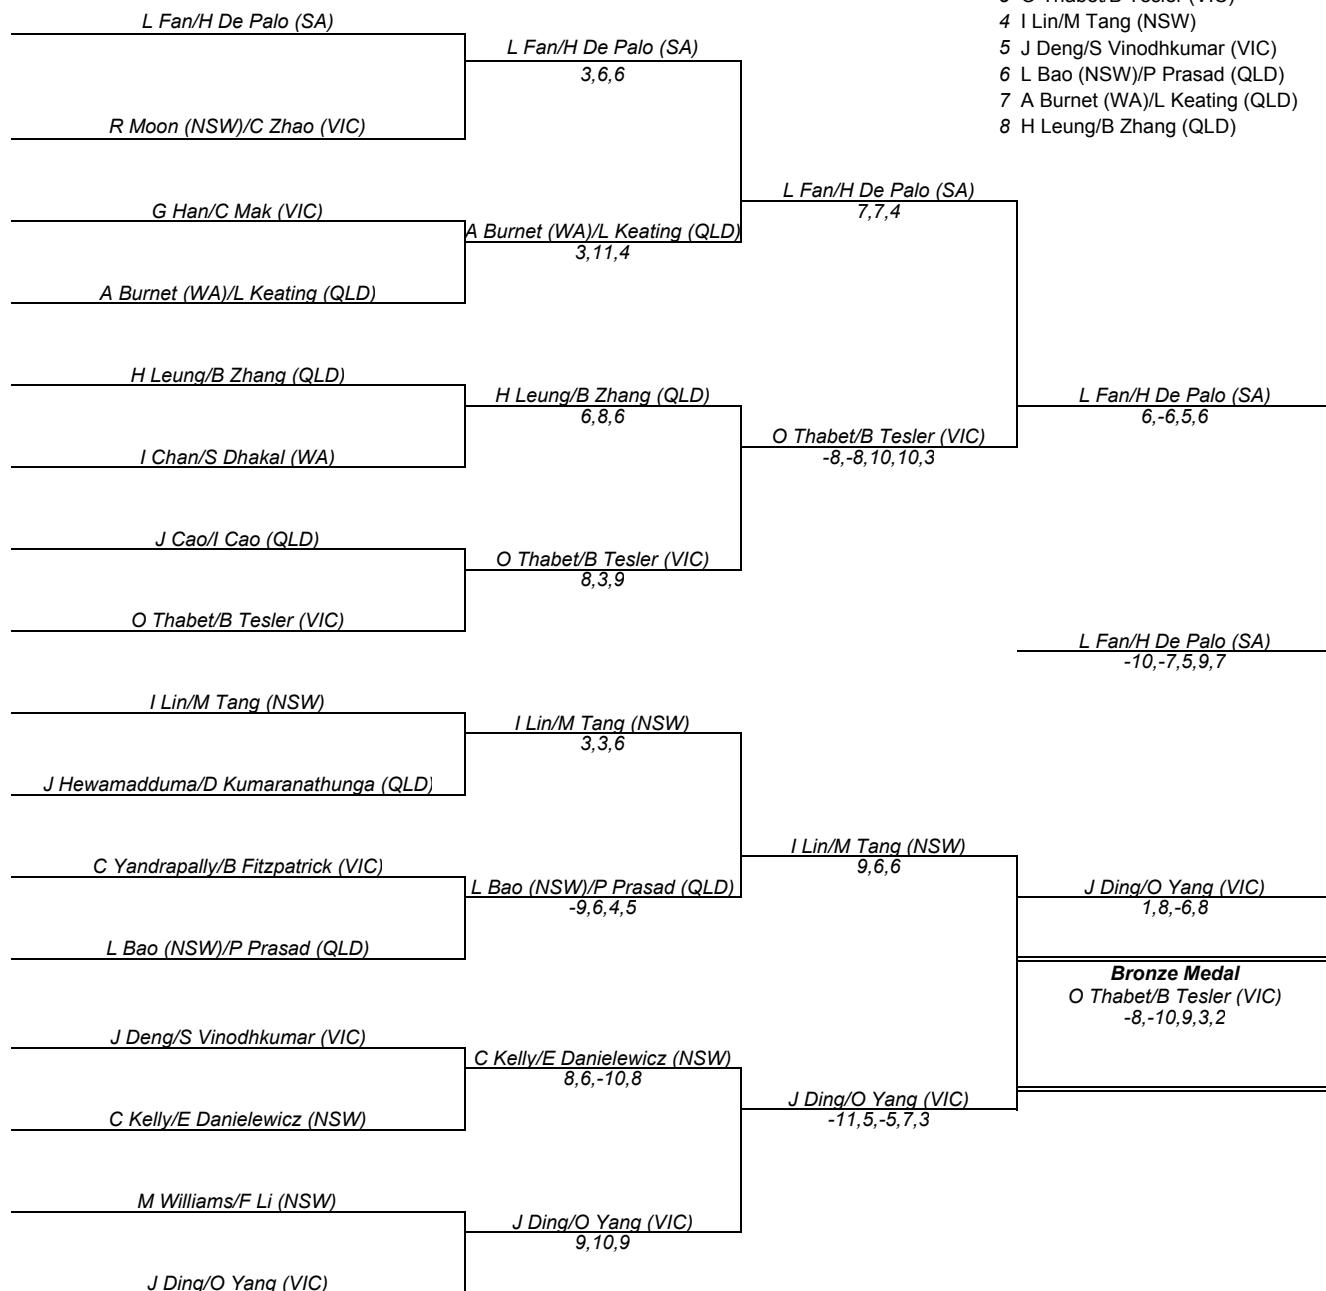 3 O Thabet/B Tesler (VIC)
4 I Lin/M Tang (NSW)
5 J Deng/S Vinodhkumar (VIC)
6 L Bao (NSW)/P Prasad (QLD)
7 A Burnet (WA)/L Keating (QLD)
8 H Leung/B Zhang (QLD)
L Fan/H De Palo (SA)
R Moon (NSW)/C Zhao (VIC)
G Han/C Mak (VIC)
A Burnet (WA)/L Keating (QLD)
H Leung/B Zhang (QLD)
I Chan/S Dhakal (WA)
J Cao/I Cao (QLD)
O Thabet/B Tesler (VIC)
I Lin/M Tang (NSW)
J Hewamadduma/D Kumaranathunga (QLD)
C Yandrapally/B Fitzpatrick (VIC)
L Bao (NSW)/P Prasad (QLD)
J Deng/S Vinodhkumar (VIC)
C Kelly/E Danielewicz (NSW)
M Williams/F Li (NSW)
J Ding/O Yang (VIC)
L Fan/H De Palo (SA)
3,6,6
A Burnet (WA)/L Keating (QLD)
3,11,4
H Leung/B Zhang (QLD)
6,8,6
O Thabet/B Tesler (VIC)
8,3,9
I Lin/M Tang (NSW)
3,3,6
L Bao (NSW)/P Prasad (QLD)
-9,6,4,5
C Kelly/E Danielewicz (NSW)
8,6,-10,8
J Ding/O Yang (VIC)
9,10,9
L Fan/H De Palo (SA)
7,7,4
O Thabet/B Tesler (VIC)
-8,-8,10,10,3
I Lin/M Tang (NSW)
9,6,6
J Ding/O Yang (VIC)
-11,5,-5,7,3
L Fan/H De Palo (SA)
6,-6,5,6
L Fan/H De Palo (SA)
-10,-7,5,9,7
J Ding/O Yang (VIC)
1,8,-6,8
Bronze Medal
O Thabet/B Tesler (VIC)
-8,-10,9,3,2